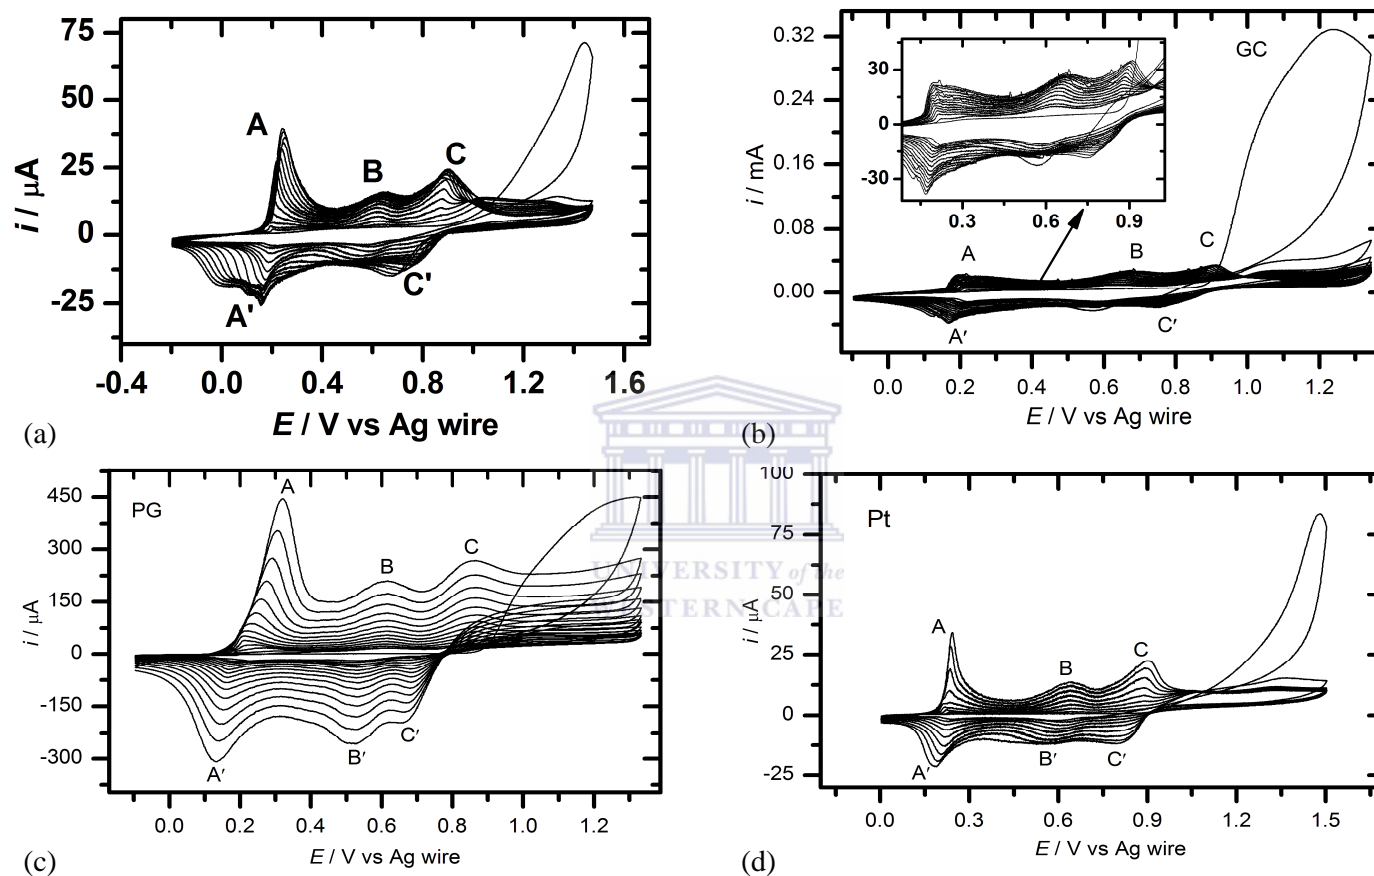 75
50
25
0
-25
i / µA
A
B
C
A'
C'
-0.4 0.0 0.4 0.8 1.2 1.6
E / V vs Ag wire
(a)
0.32
0.24
0.16
0.08
0.00
i / mA
GC
30
0
-30
0.3 0.6 0.9
A
B
C
A′
C′
0.0 0.2 0.4 0.6 0.8 1.0 1.2
E / V vs Ag wire
(b)
UNIVERSITY of the
WESTERN CAPE
450
300
150
0
-150
-300
i / µA
PG
A
B
C
A′
B′
C′
0.0 0.2 0.4 0.6 0.8 1.0 1.2
E / V vs Ag wire
(c)
100
75
50
25
0
-25
i / µA
Pt
A
B
C
A′
B′
C′
0.0 0.3 0.6 0.9 1.2 1.5
E / V vs Ag wire
(d)